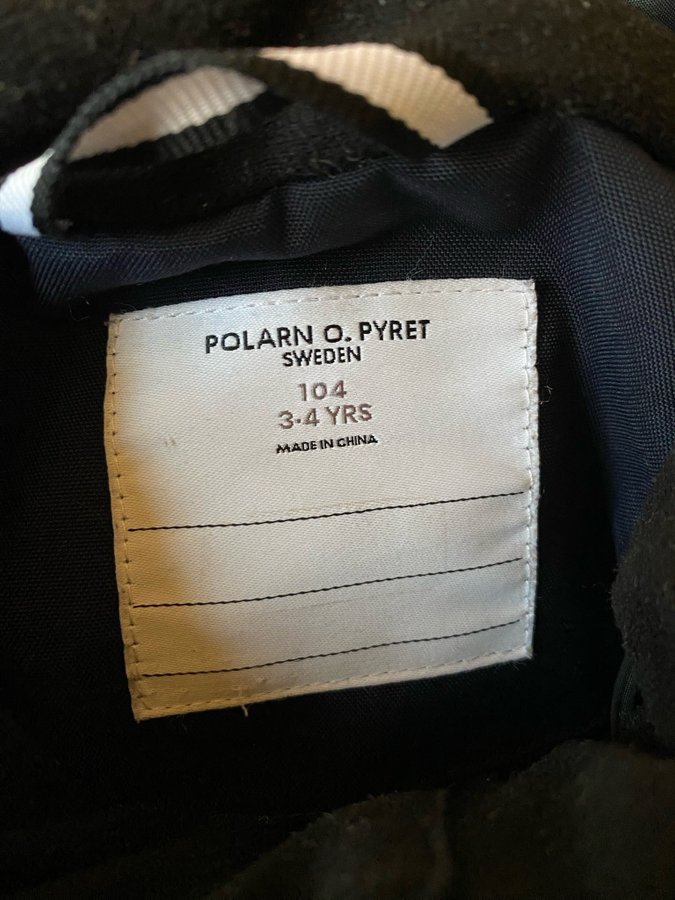 POLARN O. PYRET
SWEDEN
104
3-4 YRS
MADE IN CHINA